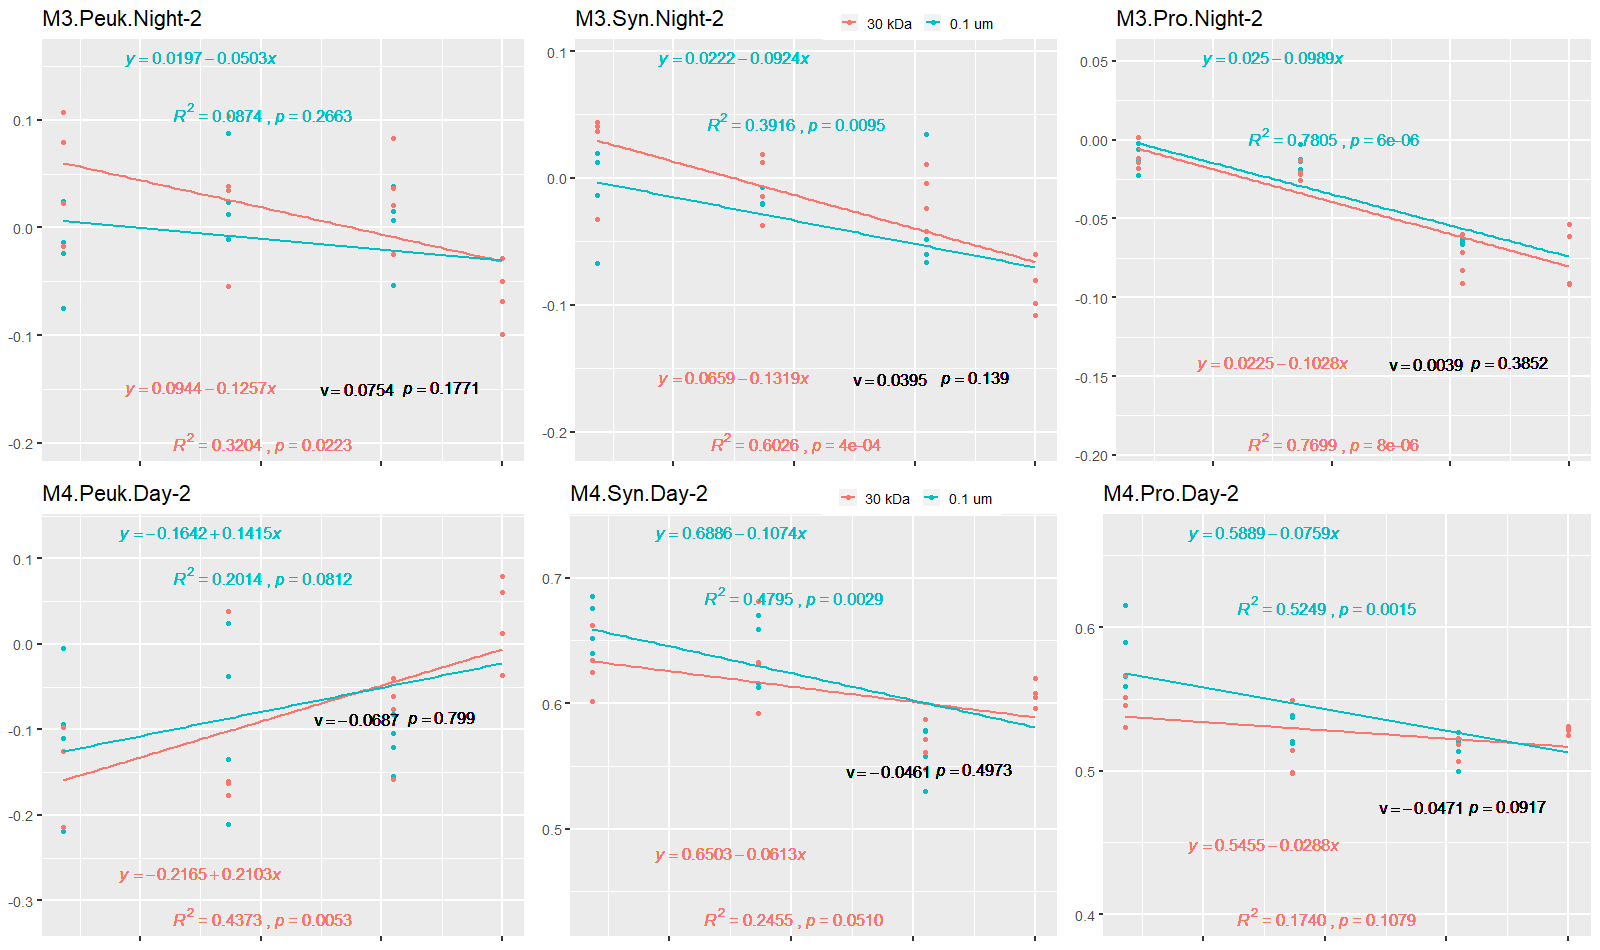 M3.Peuk.Night-2
y = 0.0197 − 0.0503x
R² = 0.0874 , p = 0.2663
0.1
0.0
-0.1
-0.2
y = 0.0944 − 0.1257x
v = 0.0754 p = 0.1771
R² = 0.3204 , p = 0.0223
M3.Syn.Night-2
30 kDa 0.1 um
y = 0.0222 − 0.0924x
R² = 0.3916 , p = 0.0095
0.1
0.0
-0.1
-0.2
y = 0.0659 − 0.1319x
v = 0.0395 p = 0.139
R² = 0.6026 , p = 4e−04
M3.Pro.Night-2
y = 0.025 − 0.0989x
R² = 0.7805 , p = 6e−06
0.05
0.00
-0.05
-0.10
-0.15
-0.20
y = 0.0225 − 0.1028x
v = 0.0039 p = 0.3852
R² = 0.7699 , p = 8e−06
M4.Peuk.Day-2
y = −0.1642 + 0.1415x
R² = 0.2014 , p = 0.0812
0.1
0.0
-0.1
-0.2
-0.3
v = −0.0687 p = 0.799
y = −0.2165 + 0.2103x
R² = 0.4373 , p = 0.0053
M4.Syn.Day-2
30 kDa 0.1 um
y = 0.6886 − 0.1074x
R² = 0.4795 , p = 0.0029
0.7
0.6
0.5
v = −0.0461 p = 0.4973
y = 0.6503 − 0.0613x
R² = 0.2455 , p = 0.0510
M4.Pro.Day-2
y = 0.5889 − 0.0759x
R² = 0.5249 , p = 0.0015
0.6
0.5
0.4
v = −0.0471 p = 0.0917
y = 0.5455 − 0.0288x
R² = 0.1740 , p = 0.1079